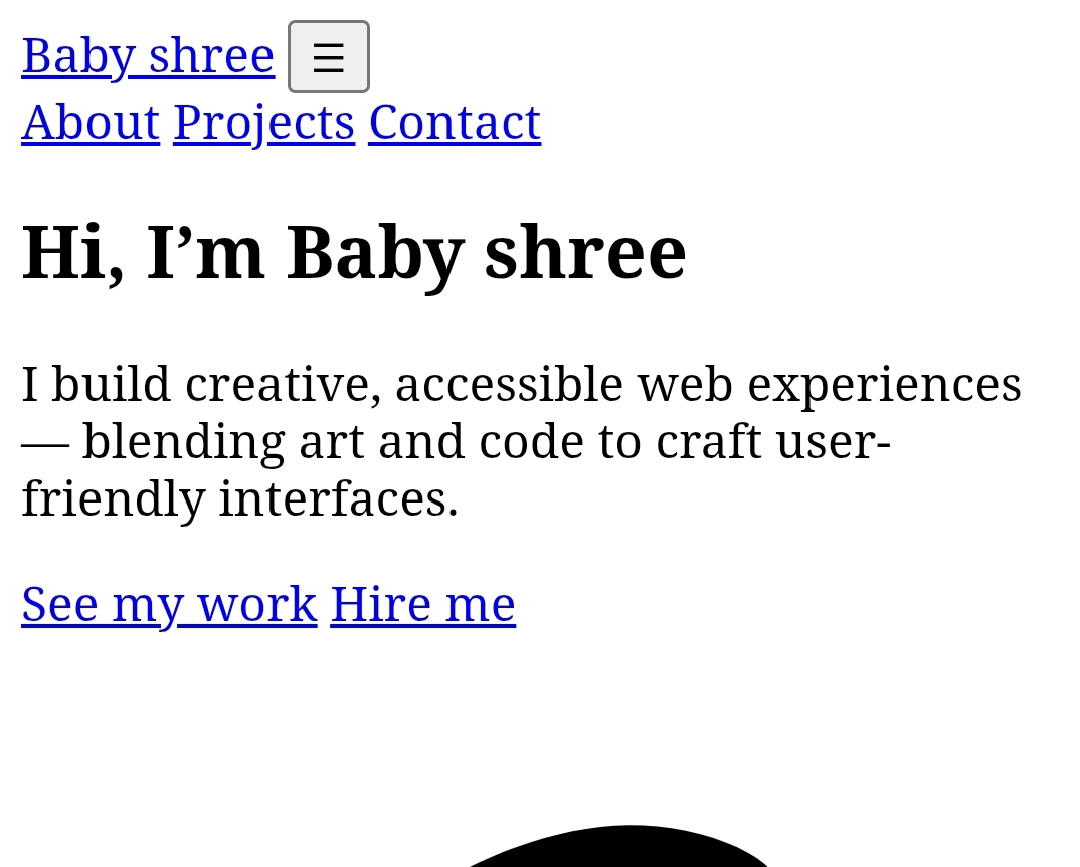 Baby shree ☰
About Projects Contact
Hi, I’m Baby shree
I build creative, accessible web experiences
— blending art and code to craft user-
friendly interfaces.
See my work Hire me